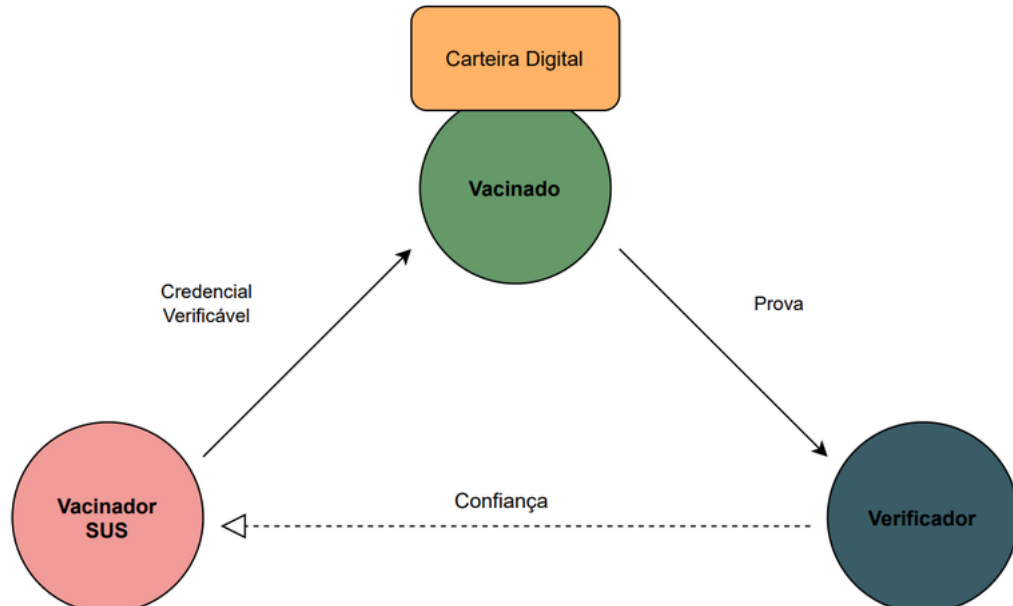 Carteira Digital
Vacinado
Credencial
Verificável
Prova
Confiança
Vacinador
SUS
Verificador